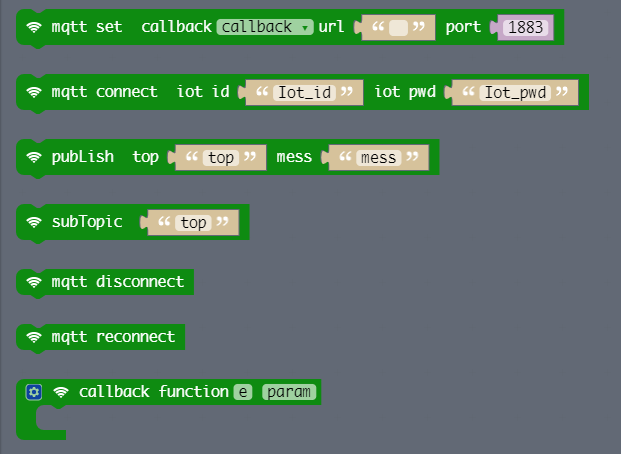 mqtt set callback callback ▾ url “ ” port 1883
mqtt connect iot id “ Iot_id ” iot pwd “ Iot_pwd ”
pubLish top “ top ” mess “ mess ”
subTopic “ top ”
mqtt disconnect
mqtt reconnect
callback function e param